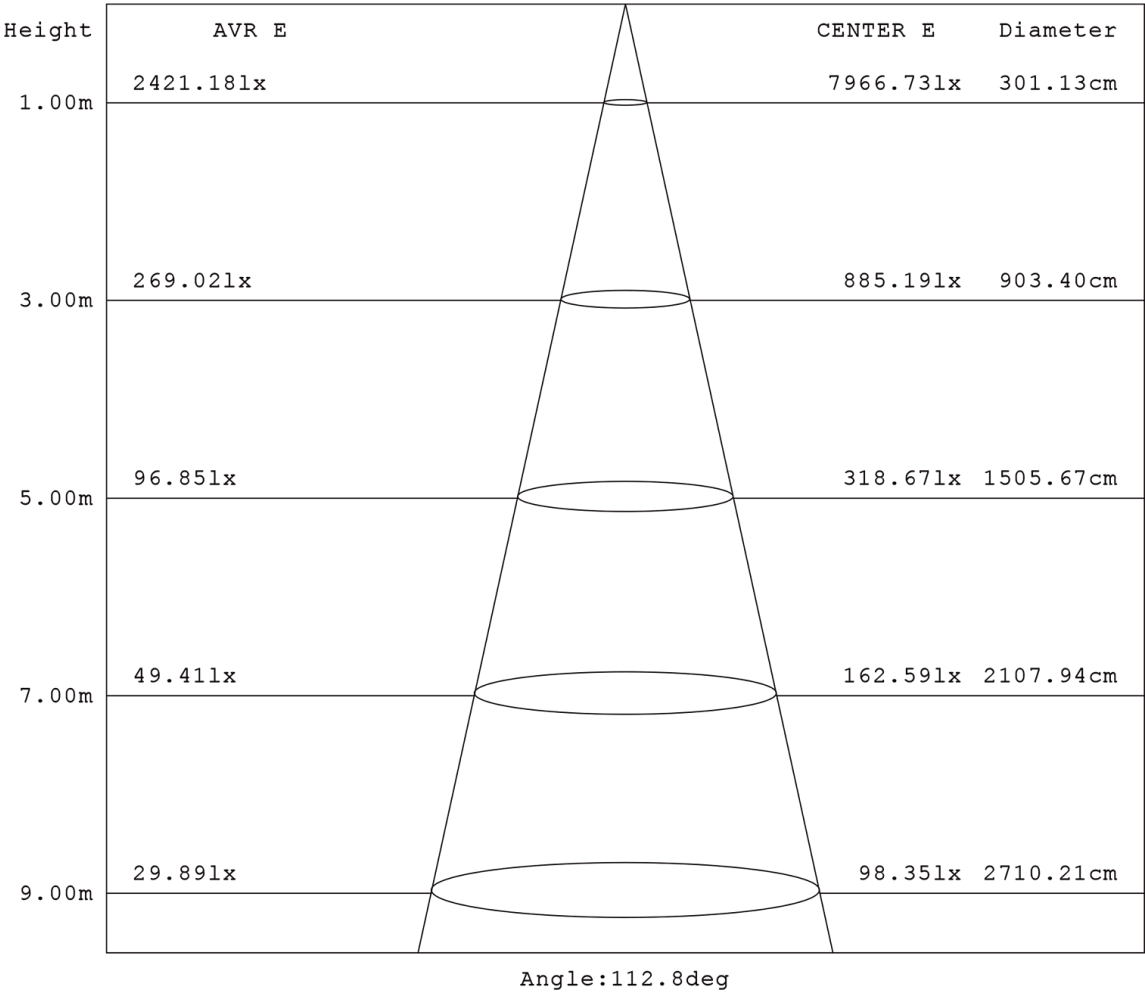 Height AVR E CENTER E Diameter
2421.18lx 7966.73lx 301.13cm
1.00m
269.02lx 885.19lx 903.40cm
3.00m
96.85lx 318.67lx 1505.67cm
5.00m
49.41lx 162.59lx 2107.94cm
7.00m
29.89lx 98.35lx 2710.21cm
9.00m
Angle:112.8deg